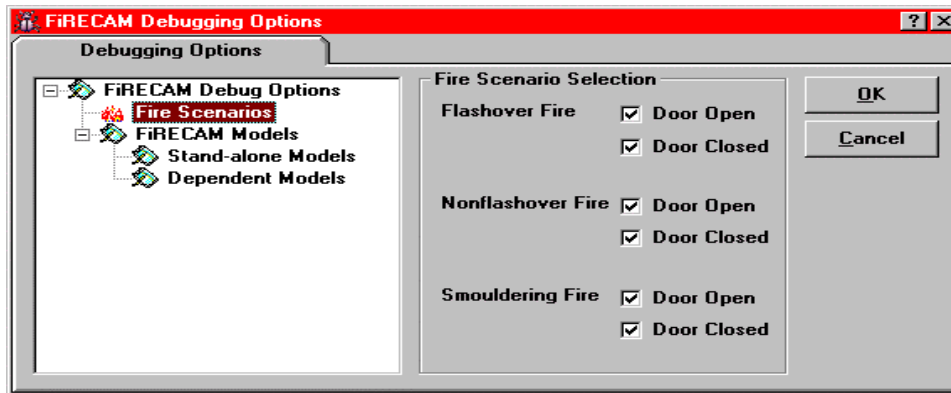 FiRECAM Debugging Options
Debugging Options
FiRECAM Debug Options
Fire Scenarios
FiRECAM Models
Stand-alone Models
Dependent Models
Fire Scenario Selection
Flashover Fire Door Open
Door Closed
Nonflashover Fire Door Open
Door Closed
Smouldering Fire Door Open
Door Closed
OK
Cancel